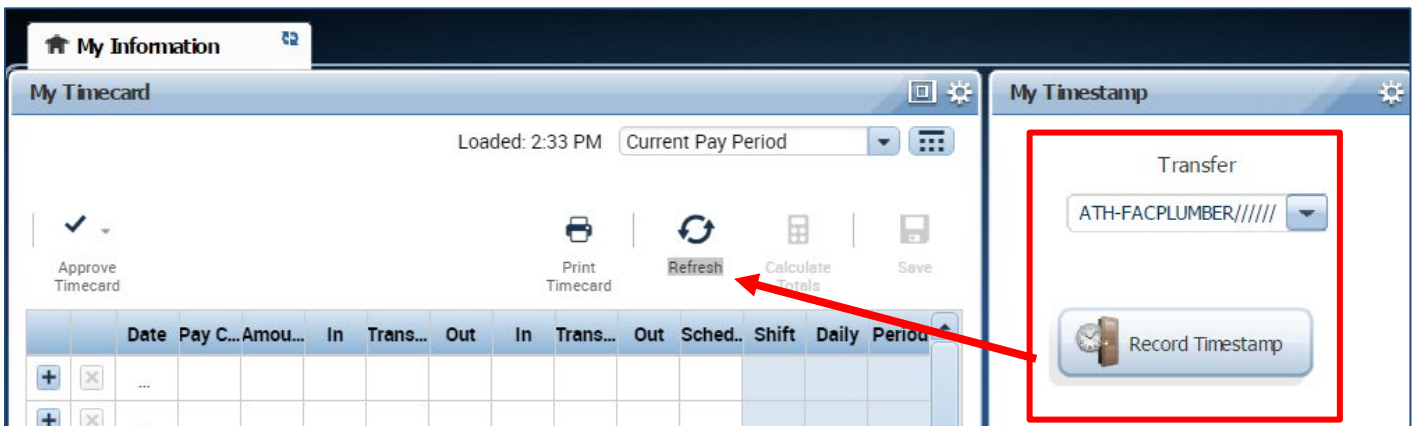 My Information
My Timecard
Loaded: 2:33 PM Current Pay Period
Approve
Timecard
Print
Timecard
Refresh
Calculate
Totals
Save
Date Pay C... Amou... In Trans... Out In Trans... Out Sched.. Shift Daily Period
...
My Timestamp
Transfer
ATH-FACPLUMBER//////
Record Timestamp